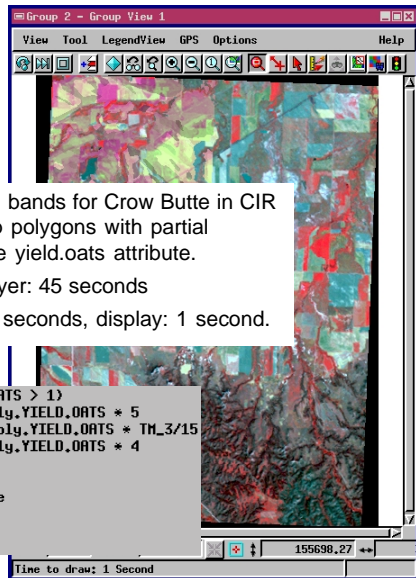 Group 2 - Group View 1
View Tool LegendView GPS Options Help
bands for Crow Butte in CIR
polygons with partial
yield.oats attribute.
yer: 45 seconds
seconds, display: 1 second.
ATS > 1)
ly.YIELD.OATS * 5
oly.YIELD.OATS * TM_3/15
ly.YIELD.OATS * 4
e
155698.27
Time to draw: 1 Second